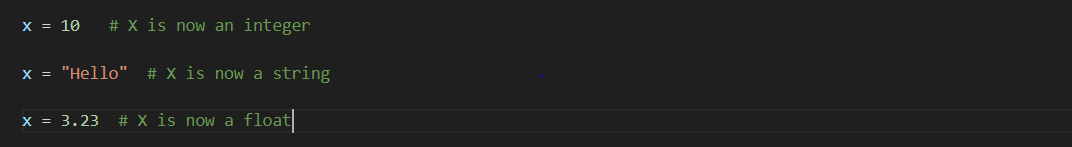 x = 10   # X is now an integer
x = "Hello"  # X is now a string
x = 3.23  # X is now a float